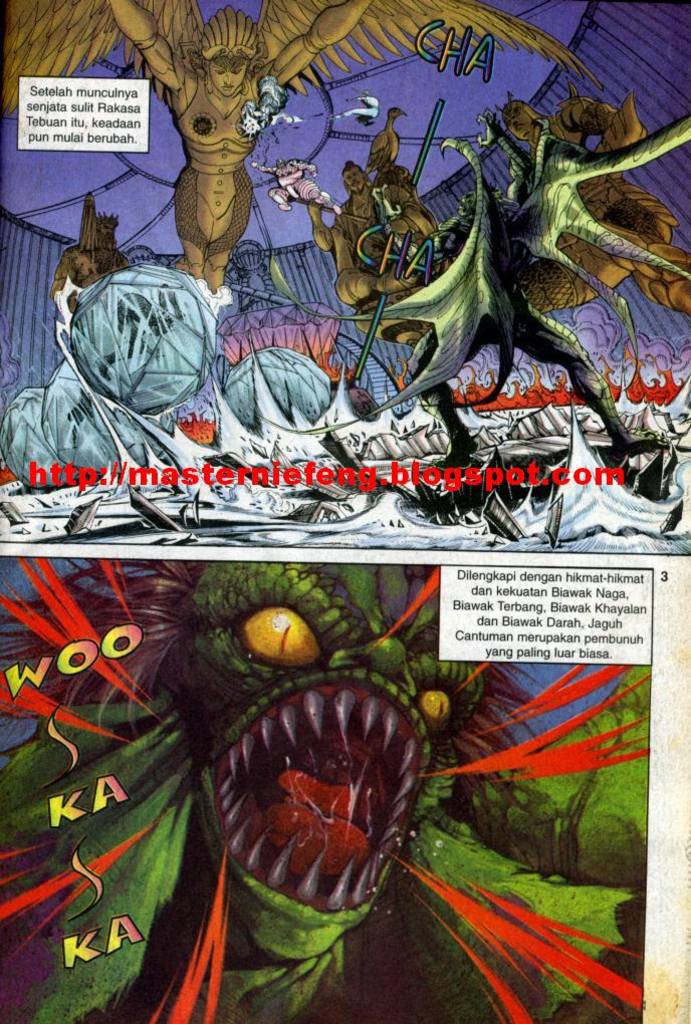 Setelah munculnya
senjata sulit Rakasa
Tebuan itu, keadaan
pun mulai berubah.
CHA
CHA
http://masterniefeng.blogspot.com
Dilengkapi dengan hikmat-hikmat
dan kekuatan Biawak Naga,
Biawak Terbang, Biawak Khayalan
dan Biawak Darah, Jaguh
Cantuman merupakan pembunuh
yang paling luar biasa.
3
WOO
KA
KA